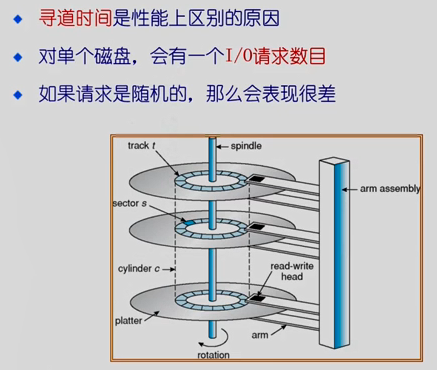 寻道时间是性能上区别的原因
对单个磁盘，会有一个I/O请求数目
如果请求是随机的，那么会表现很差
track t
spindle
arm assembly
sector s
cylinder c
read-write
head
platter
arm
rotation